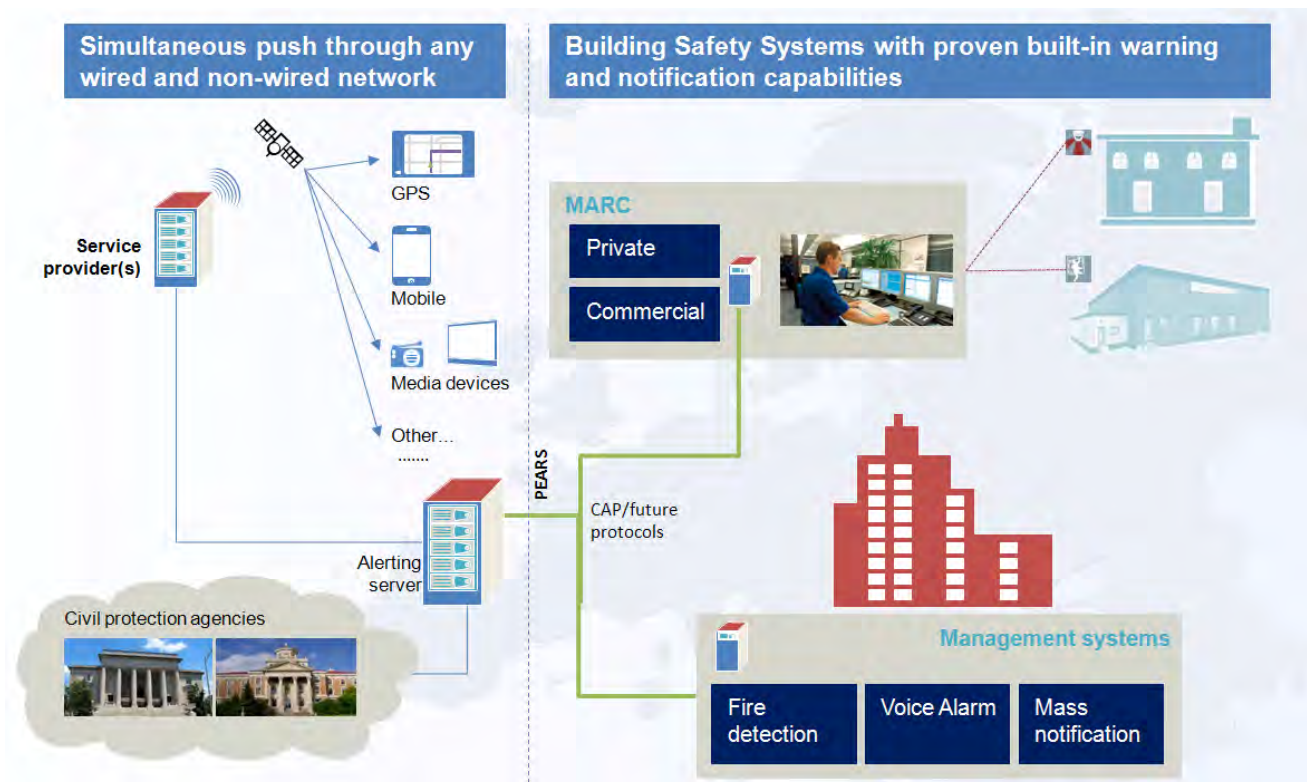 Simultaneous push through any
wired and non-wired network
Building Safety Systems with proven built-in warning
and notification capabilities
GPS
Service
provider(s)
Mobile
Media devices
Other…
.......
Alerting
server
Civil protection agencies
PEARS
CAP/future
protocols
MARC
Private
Commercial
Management systems
Fire
detection
Voice Alarm
Mass
notification